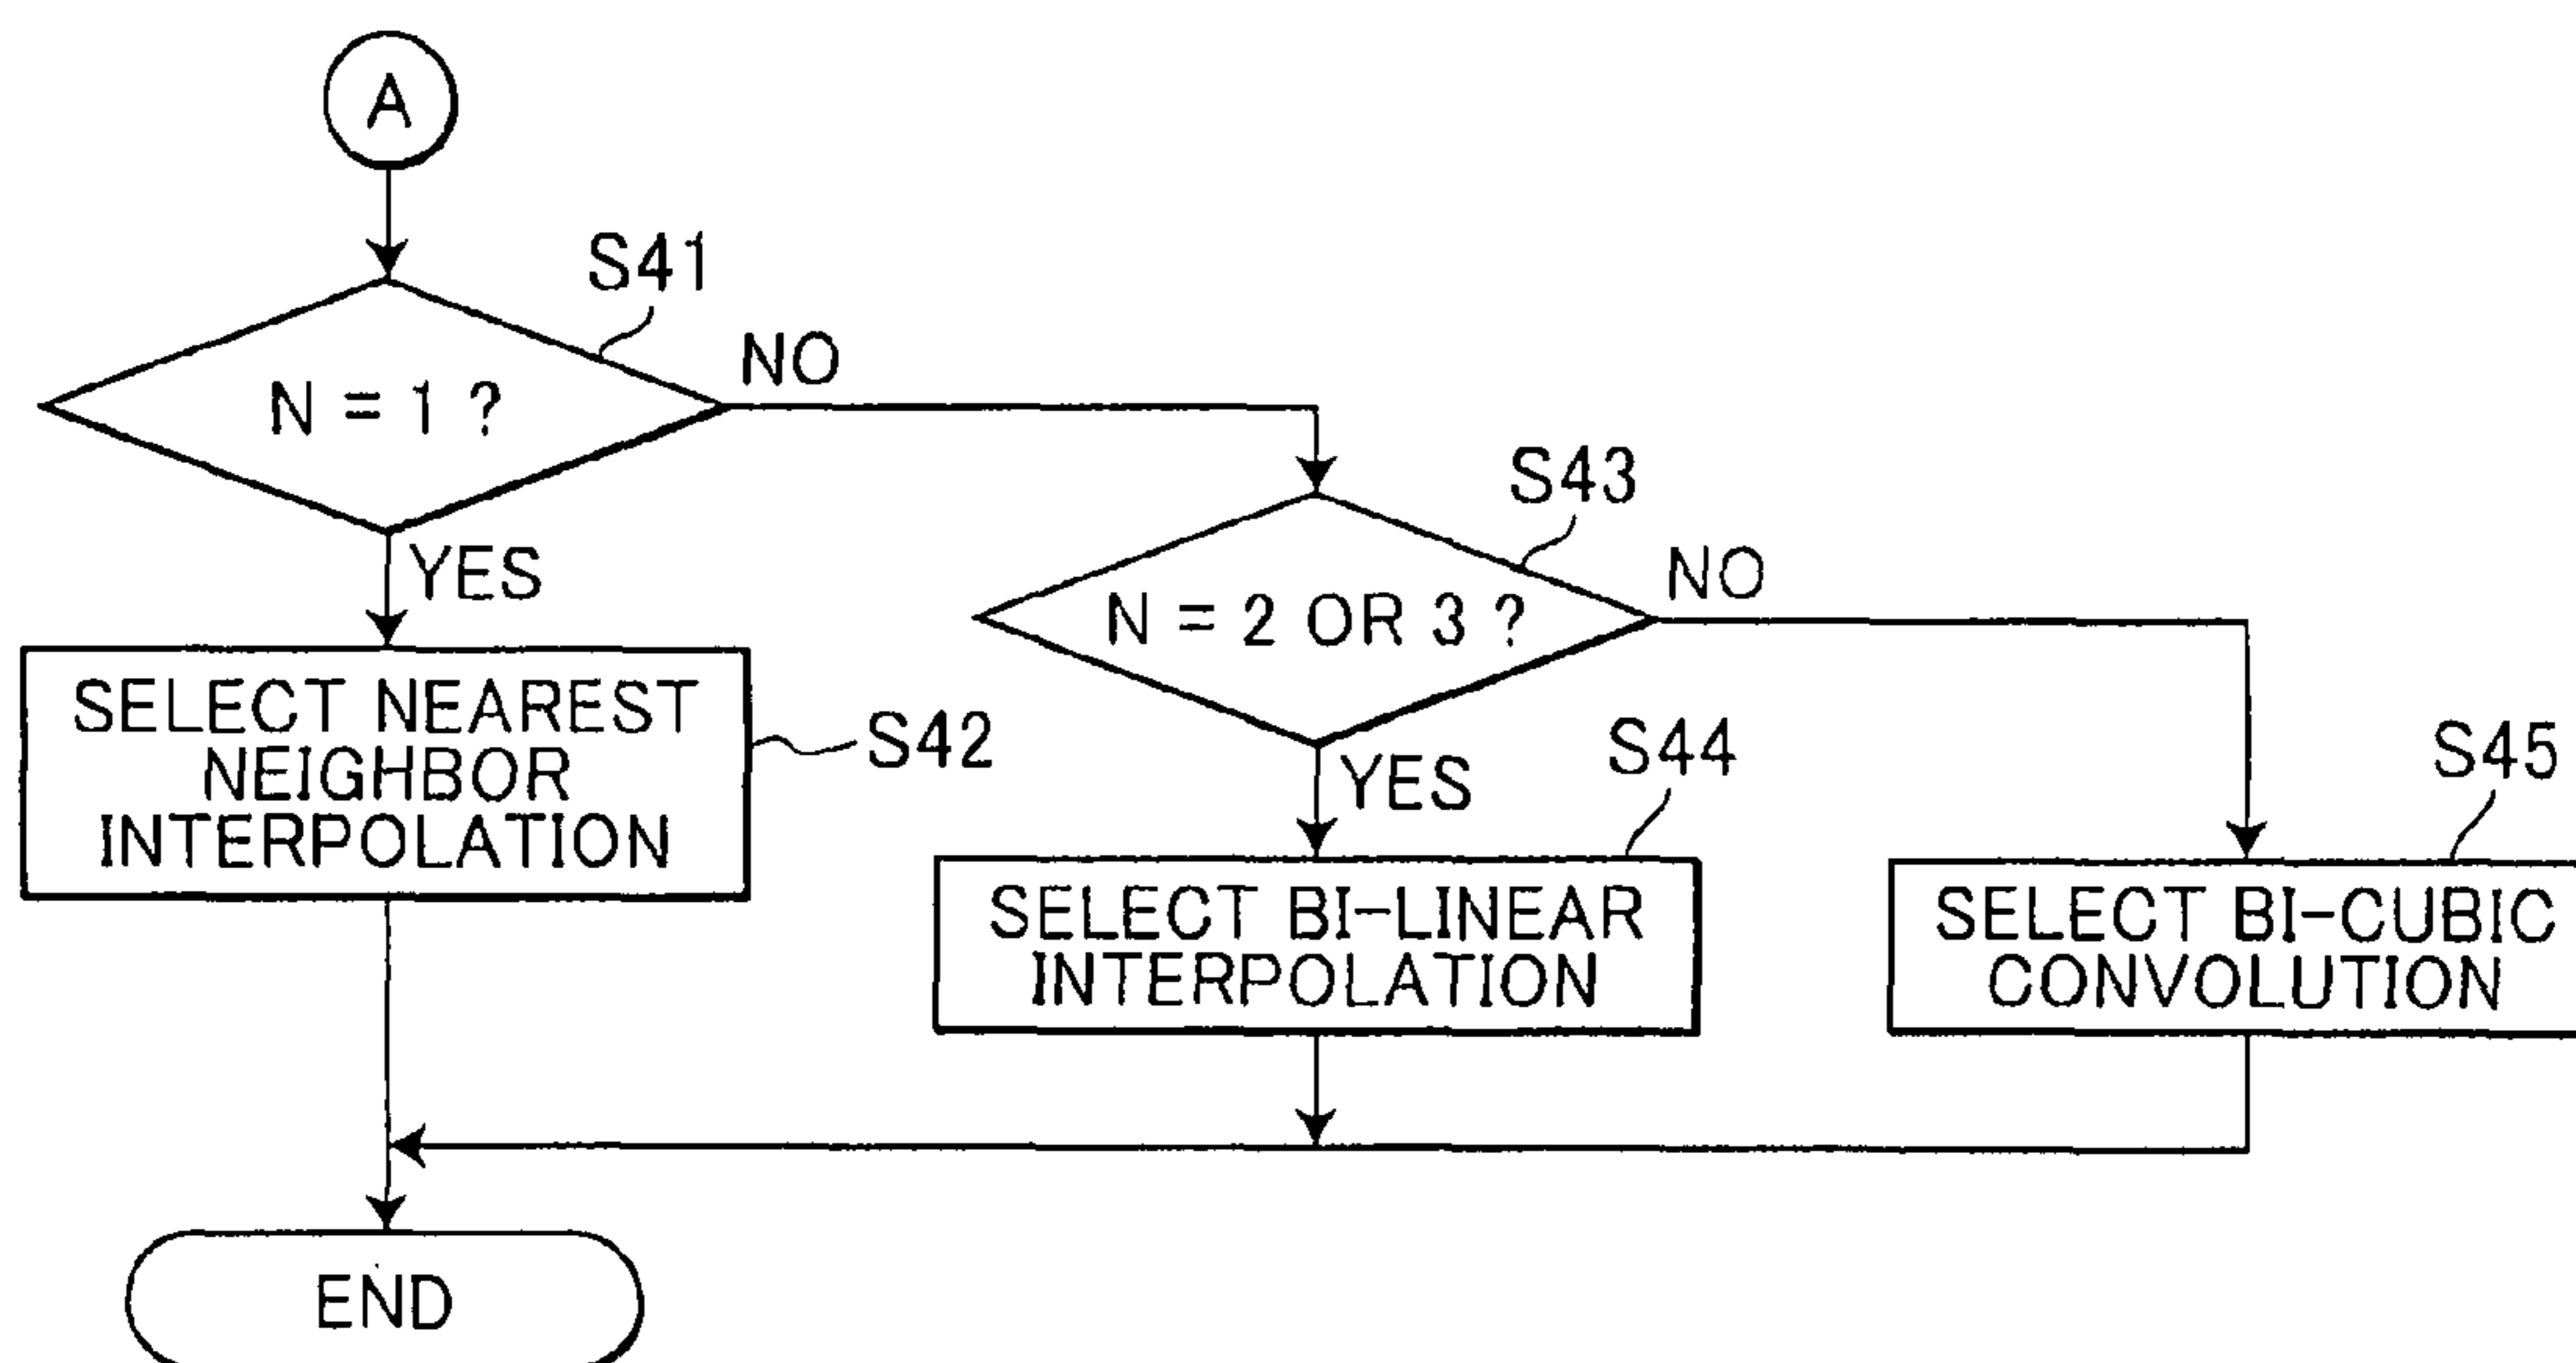 A
S41
N = 1 ?
NO
YES
S43
N = 2 OR 3 ?
NO
YES
SELECT NEAREST
NEIGHBOR
INTERPOLATION
S42
S44
SELECT BI-LINEAR
INTERPOLATION
S45
SELECT BI-CUBIC
CONVOLUTION
END